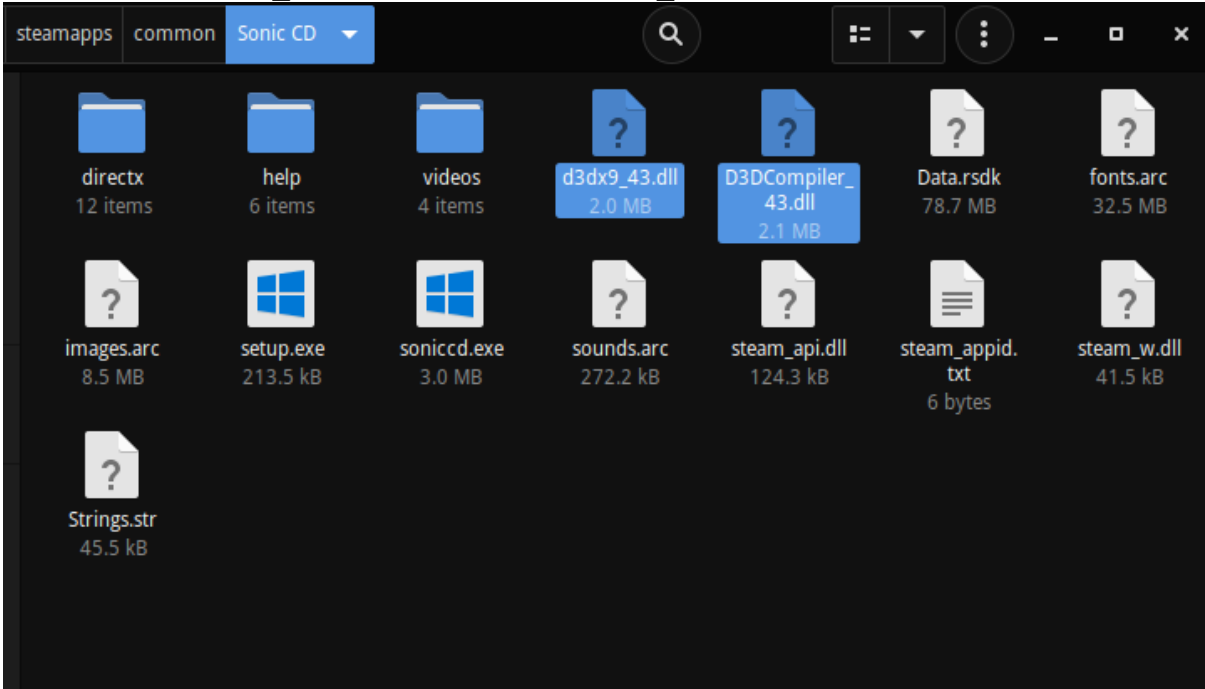 steamapps common Sonic CD
directx help videos d3dx9_43.dll D3DCompiler_ Data.rsdk fonts.arc
12 items 6 items 4 items 2.0 MB 43.dll 78.7 MB 32.5 MB
2.1 MB
images.arc setup.exe soniccd.exe sounds.arc steam_api.dll steam_appid. steam_w.dll
8.5 MB 213.5 kB 3.0 MB 272.2 kB 124.3 kB txt 41.5 kB
6 bytes
Strings.str
45.5 kB